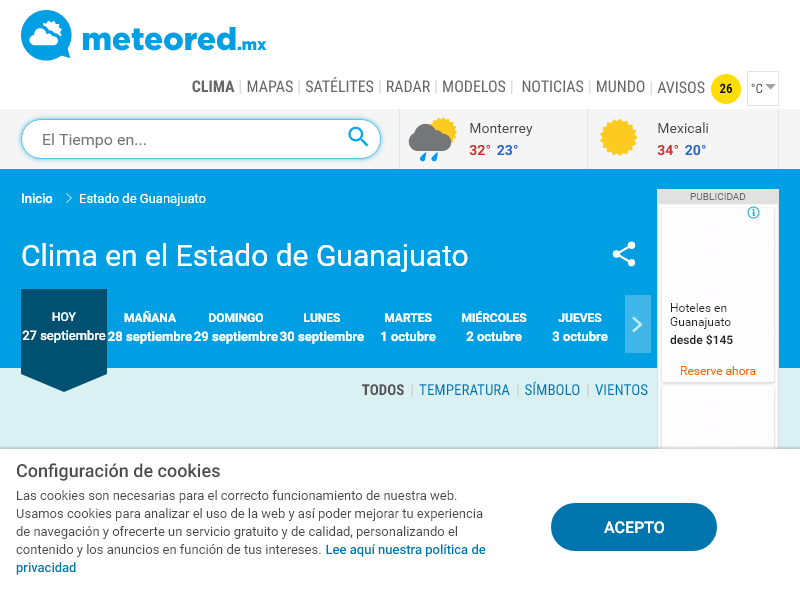 meteored.mx
CLIMA MAPAS SATÉLITES RADAR MODELOS NOTICIAS MUNDO AVISOS 26 °C
El Tiempo en...
Monterrey
32° 23°
Mexicali
34° 20°
Inicio Estado de Guanajuato
PUBLICIDAD
Clima en el Estado de Guanajuato
HOY
27 septiembre
MAÑANA
28 septiembre
DOMINGO
29 septiembre
LUNES
30 septiembre
MARTES
1 octubre
MIÉRCOLES
2 octubre
JUEVES
3 octubre
Hoteles en
Guanajuato
desde $145
Reserve ahora
TODOS TEMPERATURA SÍMBOLO VIENTOS
Configuración de cookies
Las cookies son necesarias para el correcto funcionamiento de nuestra web.
Usamos cookies para analizar el uso de la web y así poder mejorar tu experiencia
de navegación y ofrecerte un servicio gratuito y de calidad, personalizando el
contenido y los anuncios en función de tus intereses. Lee aquí nuestra política de
privacidad
ACEPTO